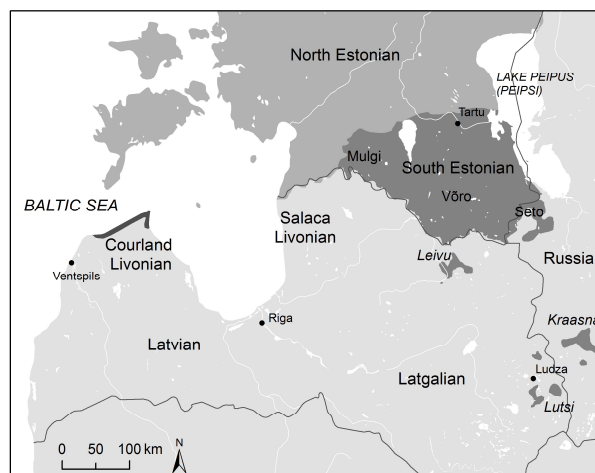 North Estonian
LAKE PEIPUS
(PEIPSI)
Tartu
Mulgi
South Estonian
Võro
Seto
BALTIC SEA
Salaca
Livonian
Courland
Livonian
Leivu
Russia
Ventspils
Riga
Kraasna
Latvian
Latgalian
Ludza
Lutsi
0 50 100 km
N